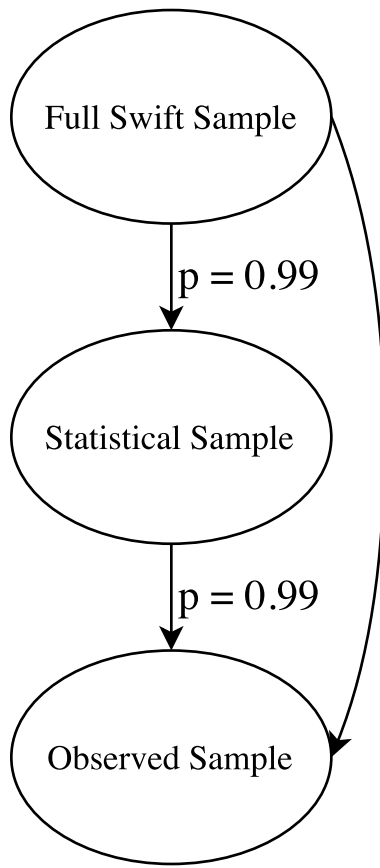 Full Swift Sample
p = 0.99
Statistical Sample
p = 0.99
Observed Sample